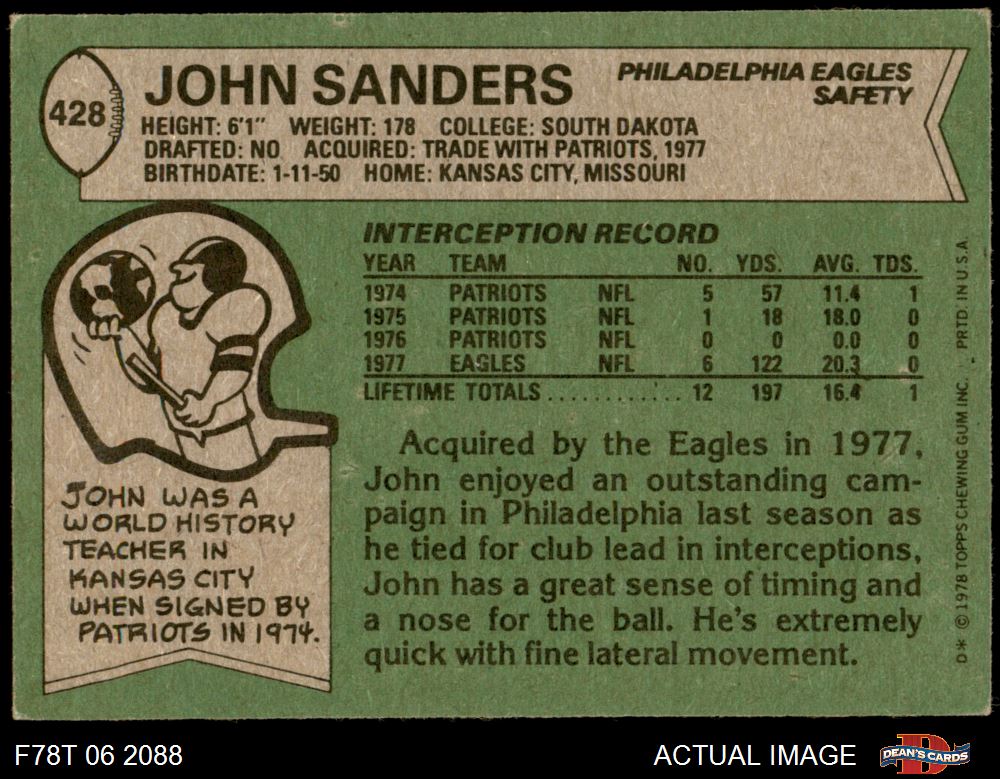 428
JOHN SANDERS
PHILADELPHIA EAGLES
SAFETY
HEIGHT: 6'1" WEIGHT: 178 COLLEGE: SOUTH DAKOTA
DRAFTED: NO ACQUIRED: TRADE WITH PATRIOTS, 1977
BIRTHDATE: 1-11-50 HOME: KANSAS CITY, MISSOURI
INTERCEPTION RECORD
YEAR TEAM NO. YDS. AVG. TDS.
1974 PATRIOTS NFL 5 57 11.4 1
1975 PATRIOTS NFL 1 18 18.0 0
1976 PATRIOTS NFL 0 0 0.0 0
1977 EAGLES NFL 6 122 20.3 0
LIFETIME TOTALS ............ 12 197 16.4 1
Acquired by the Eagles in 1977,
John enjoyed an outstanding cam-
paign in Philadelphia last season as
he tied for club lead in interceptions,
John has a great sense of timing and
a nose for the ball. He's extremely
quick with fine lateral movement.
JOHN WAS A
WORLD HISTORY
TEACHER IN
KANSAS CITY
WHEN SIGNED BY
PATRIOTS IN 1974.
D* © 1978 TOPPS CHEWING GUM INC. PRTD. IN U.S.A.
F78T 06 2088
ACTUAL IMAGE
DEAN'S CARDS